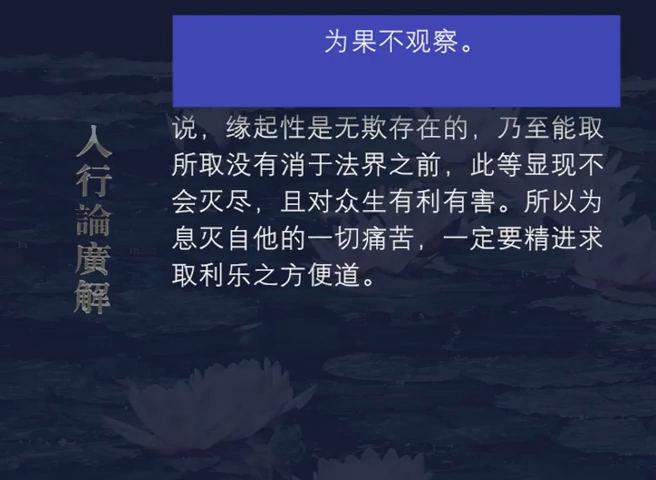 为果不观察。
说，缘起性是无欺存在的，乃至能取
所取没有消于法界之前，此等显现不
会灭尽，且对众生有利有害。所以为
息灭自他的一切痛苦，一定要精进求
取利乐之方便道。
入行論廣解